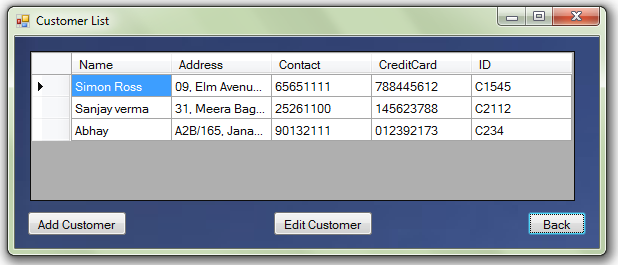 Customer List
Name Address Contact CreditCard ID
Simon Ross 09, Elm Avenu... 65651111 788445612 C1545
Sanjay verma 31, Meera Bag... 25261100 145623788 C2112
Abhay A2B/165, Jana... 90132111 012392173 C234
Add Customer Edit Customer Back